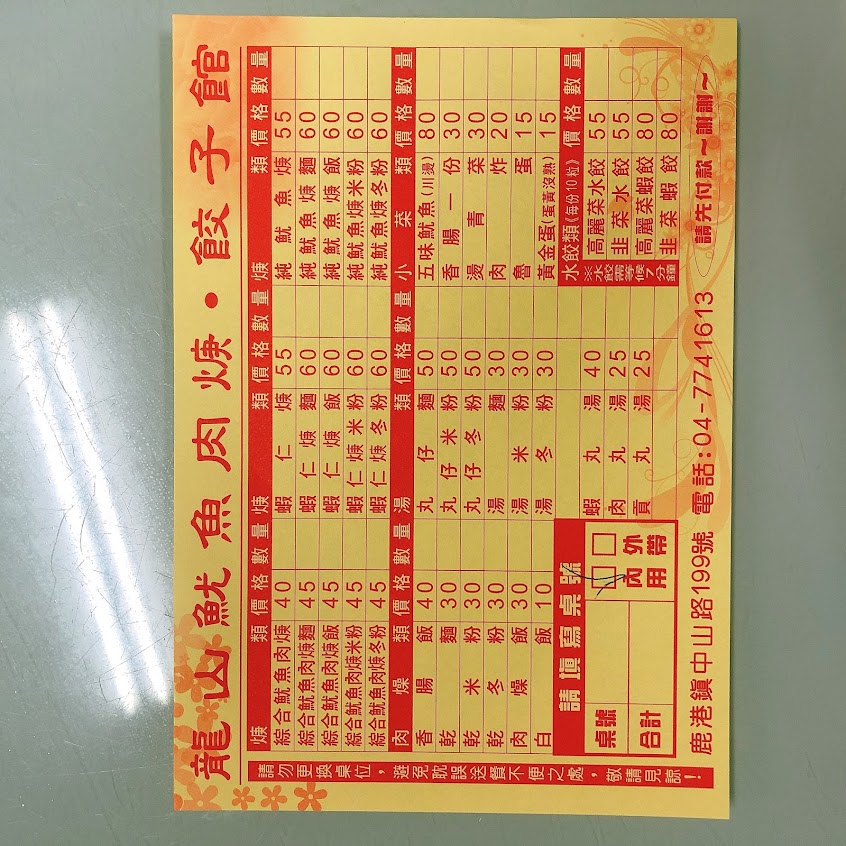 龍山魷魚肉焿•餃子館
焿類 價格 數量
綜合魷魚肉焿 40
綜合魷魚肉焿麵 45
綜合魷魚肉焿飯 45
綜合魷魚肉焿米粉 45
綜合魷魚肉焿冬粉 45
肉燥類 價格 數量
香腸飯 40
乾麵 30
乾米粉 30
乾冬粉 30
肉燥飯 30
白飯 10
請填寫桌號
桌號 □內用
合計 □外帶
焿類 價格 數量
蝦仁焿 55
蝦仁焿麵 60
蝦仁焿飯 60
蝦仁焿米粉 60
蝦仁焿冬粉 60
湯類 價格 數量
丸仔麵 50
丸仔米粉 50
丸仔冬粉 50
湯麵 30
湯米粉 30
湯冬粉 30
蝦丸湯 40
肉丸湯 25
貢丸湯 25
焿類 價格 數量
純魷魚焿 55
純魷魚焿麵 60
純魷魚焿飯 60
純魷魚焿米粉 60
純魷魚焿冬粉 60
小菜類 價格 數量
五味魷魚(川燙) 80
香腸一份 30
燙青菜 30
肉炸 20
魯蛋 15
黃金蛋(蛋黃沒熟) 15
水餃類《每份10粒》 價格 數量
※水餃需等候7分鐘
高麗菜水餃 55
韭菜水餃 55
高麗菜蝦餃 80
韭菜蝦餃 80
鹿港鎮中山路199號 電話:04-7741613
請先付款~謝謝~
請勿更換桌位,避免耽誤送餐不便之處,敬請見諒!